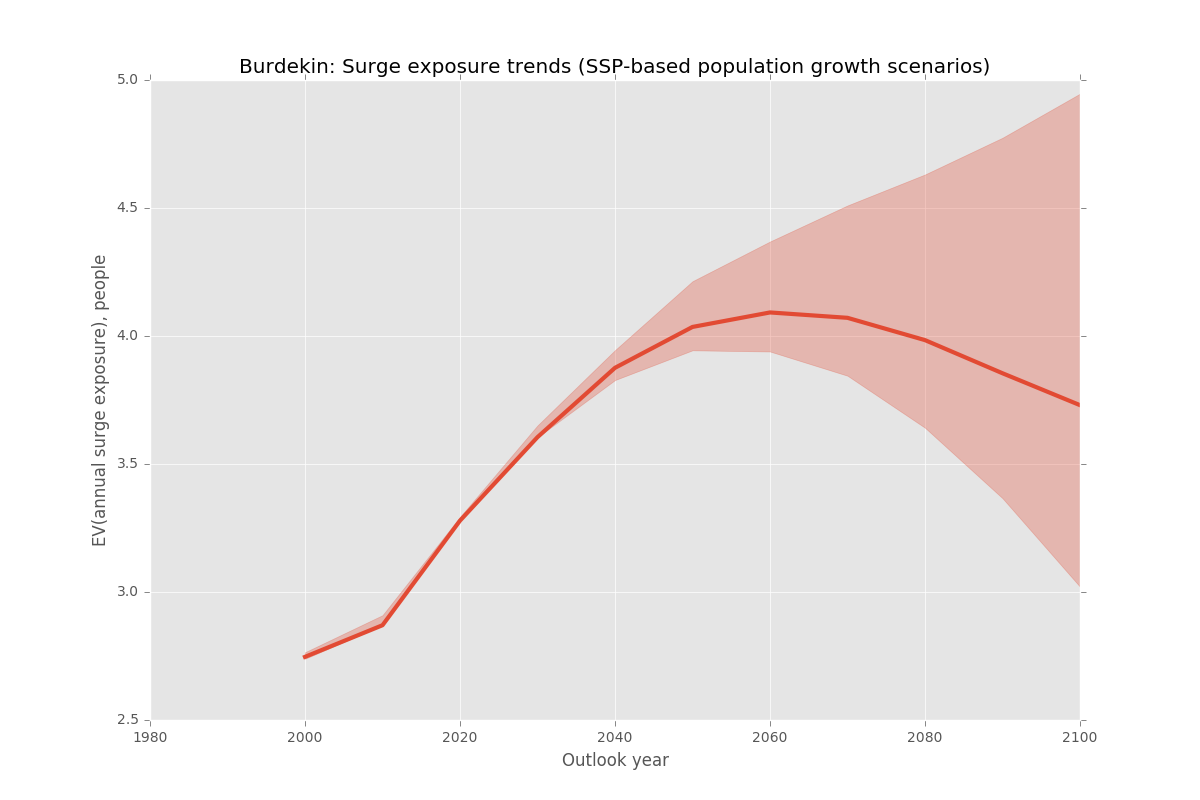 Burdekin: Surge exposure trends (SSP-based population growth scenarios)
EV(annual surge exposure), people
5.0
4.5
4.0
3.5
3.0
2.5
1980 2000 2020 2040 2060 2080 2100
Outlook year